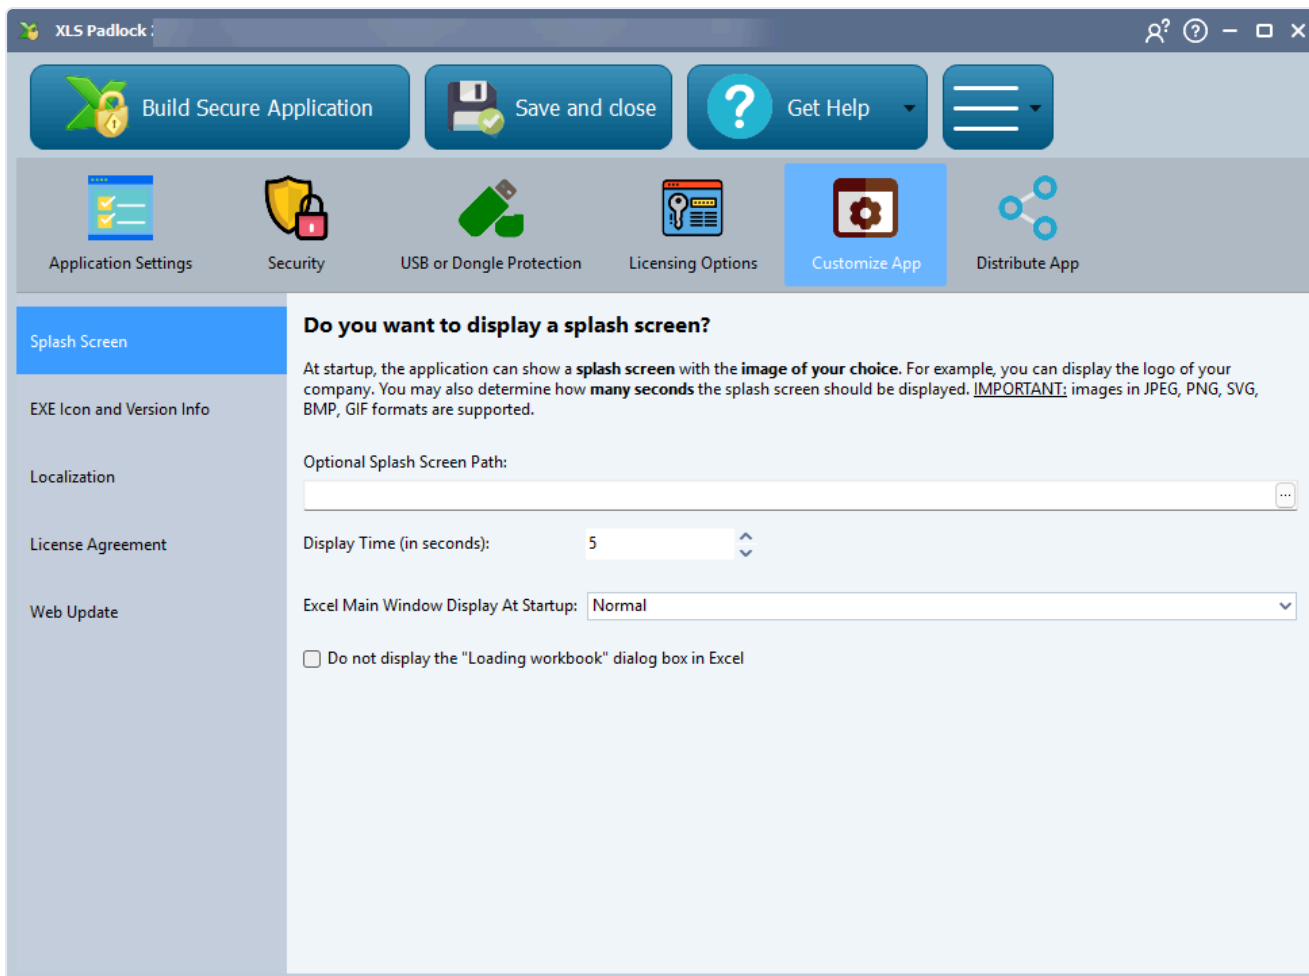 XLS Padlock
Build Secure Application
Save and close
Get Help
Application Settings
Security
USB or Dongle Protection
Licensing Options
Customize App
Distribute App
Splash Screen
EXE Icon and Version Info
Localization
License Agreement
Web Update
Do you want to display a splash screen?
At startup, the application can show a splash screen with the image of your choice. For example, you can display the logo of your
company. You may also determine how many seconds the splash screen should be displayed. IMPORTANT: images in JPEG, PNG, SVG,
BMP, GIF formats are supported.
Optional Splash Screen Path:
...
Display Time (in seconds): 5
Excel Main Window Display At Startup: Normal
Do not display the "Loading workbook" dialog box in Excel